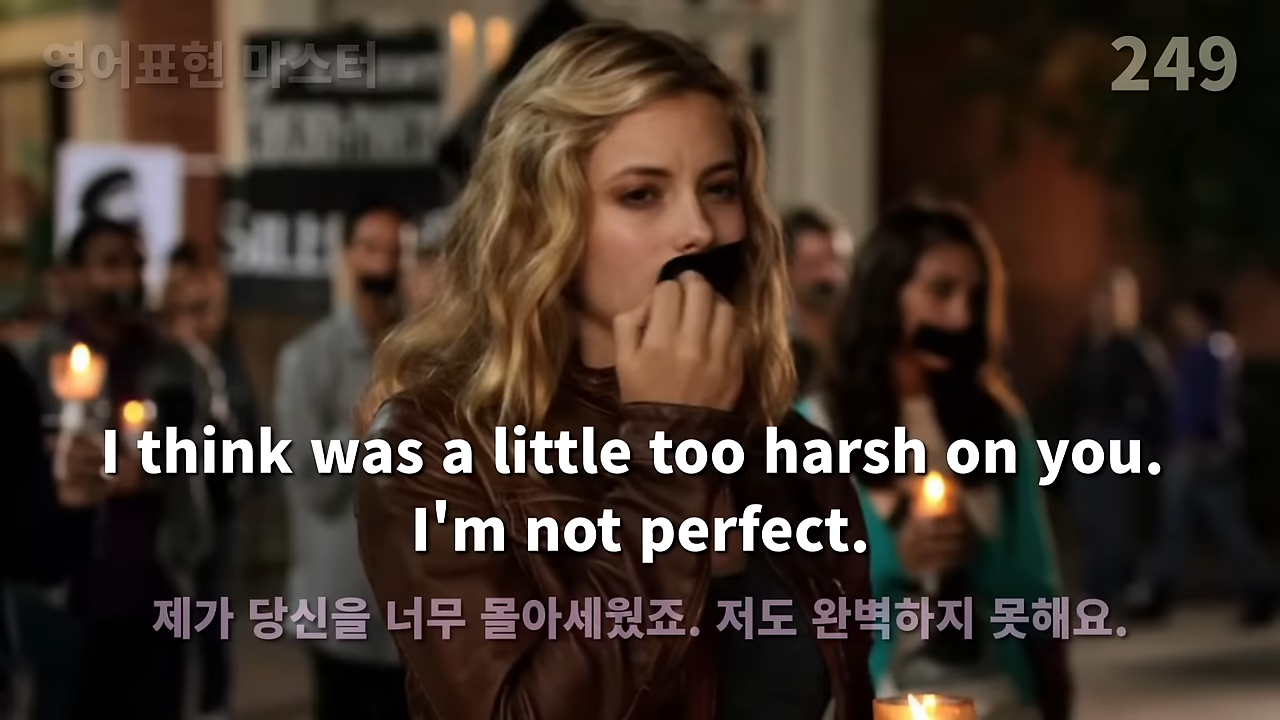 영어표현 마스터
249
I think was a little too harsh on you.
I'm not perfect.
제가 당신을 너무 몰아세웠죠. 저도 완벽하지 못해요.